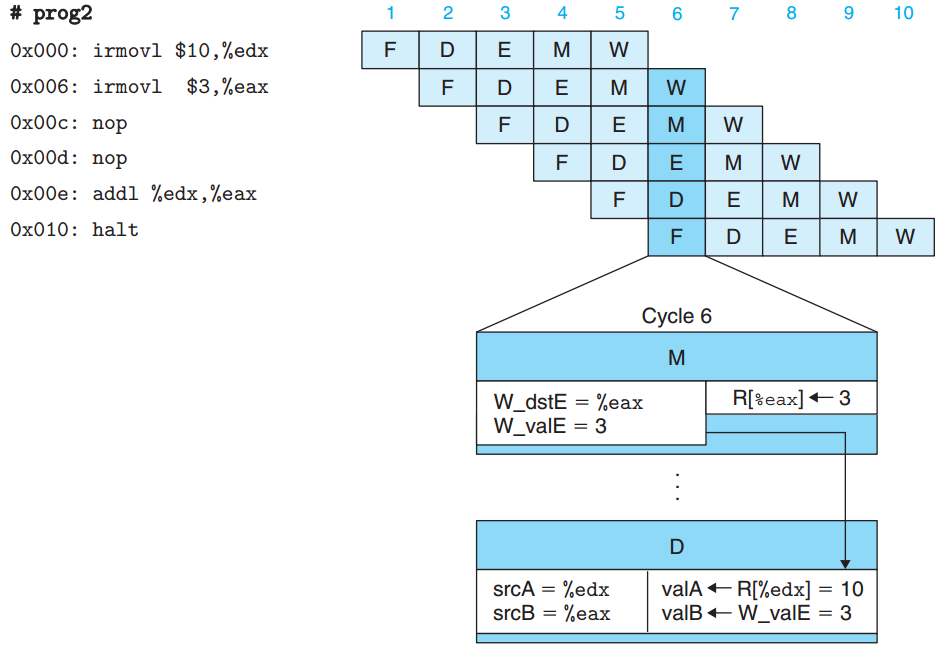 # prog2
1 2 3 4 5 6 7 8 9 10
0x000: irmovl $10,%edx F D E M W
0x006: irmovl $3,%eax F D E M W
0x00c: nop F D E M W
0x00d: nop F D E M W
0x00e: addl %edx,%eax F D E M W
0x010: halt F D E M W
Cycle 6
M
W_dstE = %eax R[%eax] ← 3
W_valE = 3
D
srcA = %edx valA ← R[%edx] = 10
srcB = %eax valB ← W_valE = 3